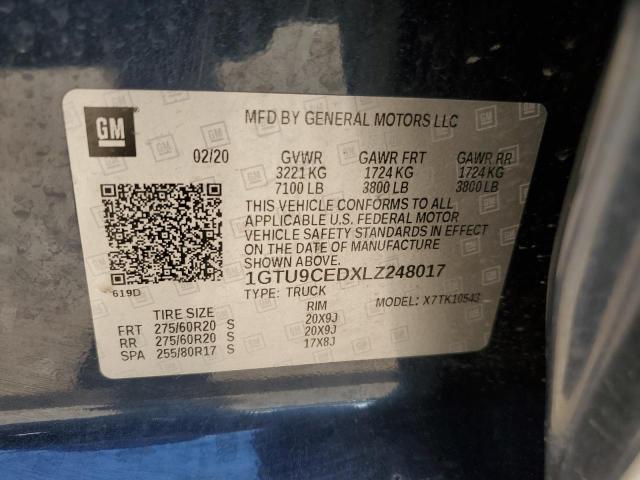 GM
MFD BY GENERAL MOTORS LLC
02/20 GVWR GAWR FRT GAWR RR
3221 KG 1724 KG 1724 KG
7100 LB 3800 LB 3800 LB
THIS VEHICLE CONFORMS TO ALL
APPLICABLE U.S. FEDERAL MOTOR
VEHICLE SAFETY STANDARDS IN EFFECT
ON THE DATE OF MANUFACTURE
SHOWN ABOVE.
1GTU9CEDXLZ248017
619D
TYPE: TRUCK MODEL: X7TK10543
TIRE SIZE RIM
FRT 275/60R20 S 20X9J
RR 275/60R20 S 20X9J
SPA 255/80R17 S 17X8J